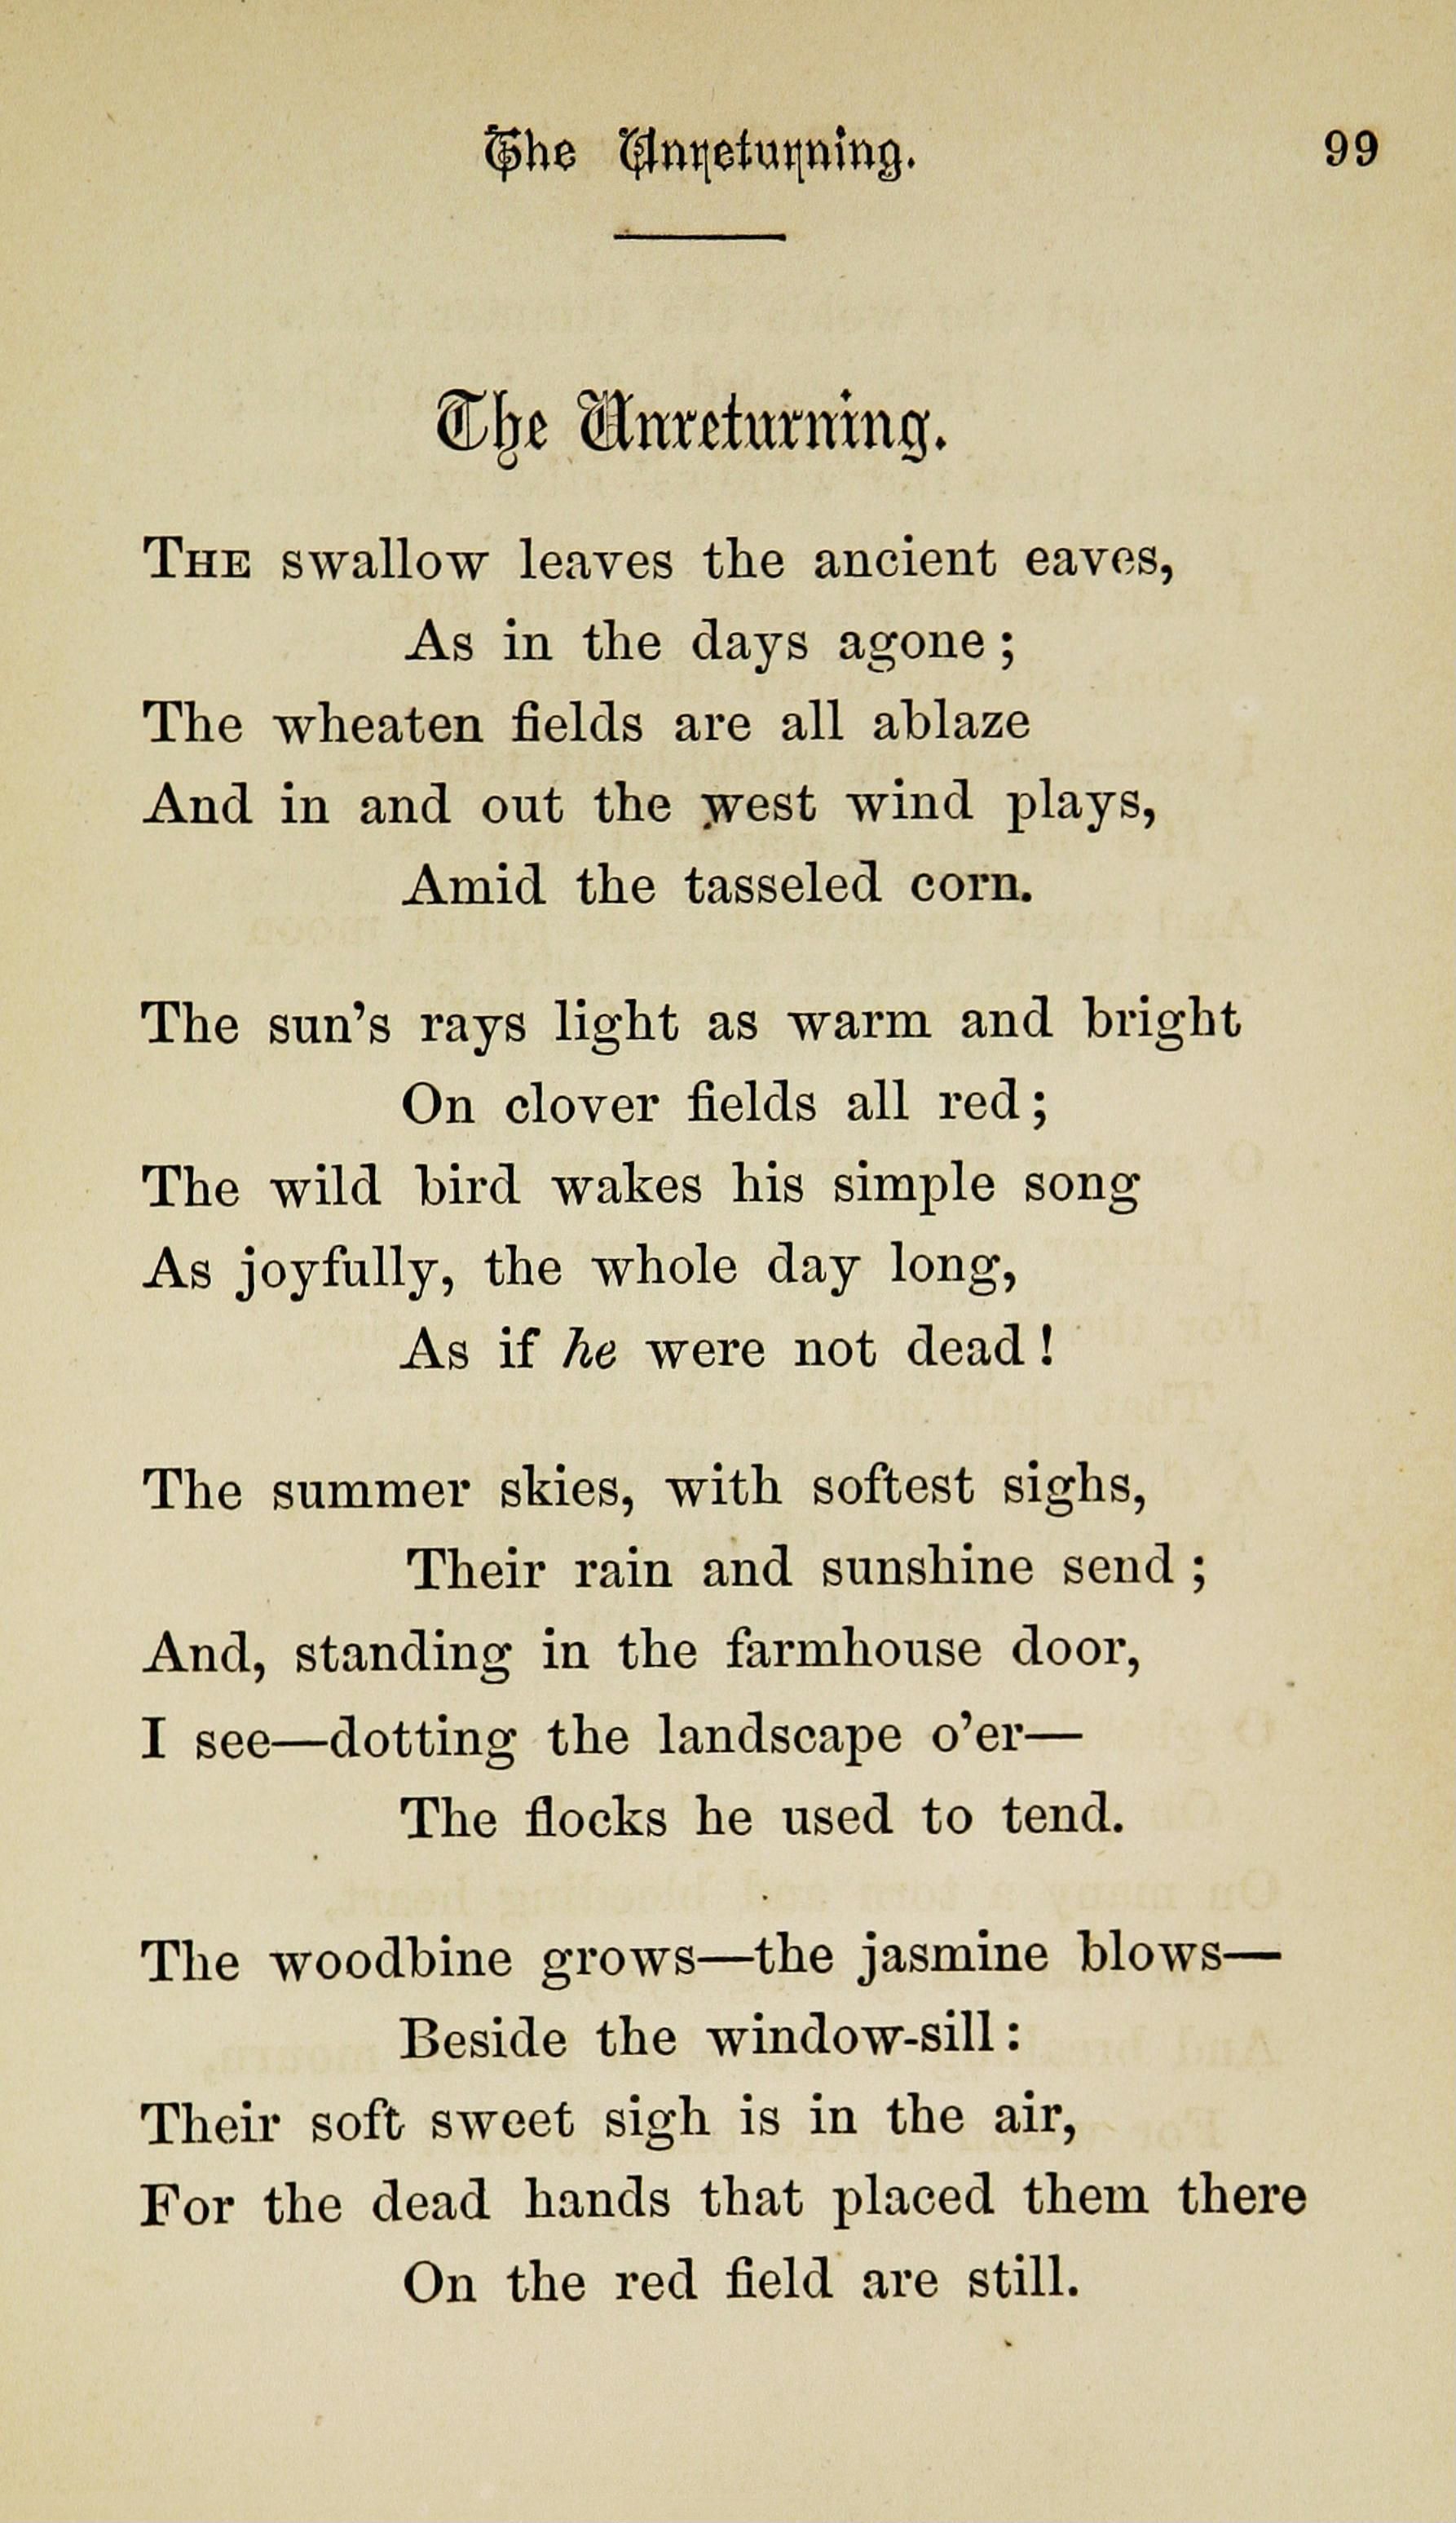 The Unreturning. 99
The Unreturning.
THE swallow leaves the ancient eaves,
As in the days agone;
The wheaten fields are all ablaze
And in and out the west wind plays,
Amid the tasseled corn.
The sun's rays light as warm and bright
On clover fields all red;
The wild bird wakes his simple song
As joyfully, the whole day long,
As if he were not dead!
The summer skies, with softest sighs,
Their rain and sunshine send;
And, standing in the farmhouse door,
I see—dotting the landscape o'er—
The flocks he used to tend.
The woodbine grows—the jasmine blows—
Beside the window-sill:
Their soft sweet sigh is in the air,
For the dead hands that placed them there
On the red field are still.